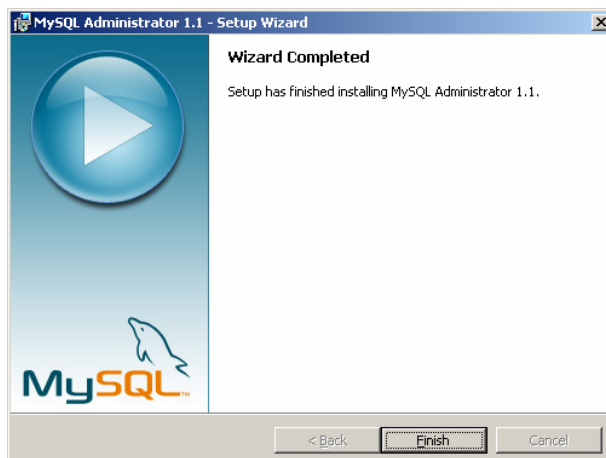 MySQL Administrator 1.1 - Setup Wizard
Wizard Completed
Setup has finished installing MySQL Administrator 1.1.
MySQL
< Back
Finish
Cancel